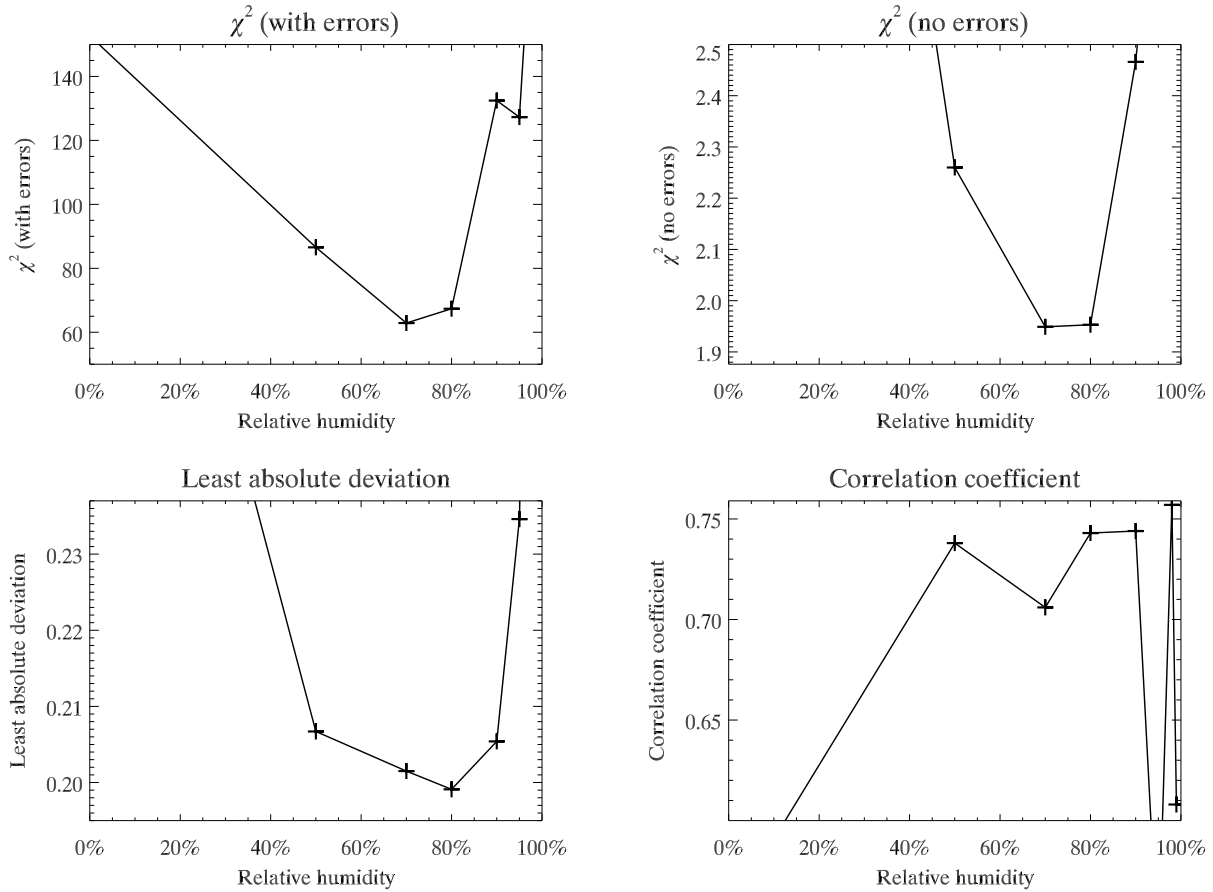 χ² (with errors)
140
120
100
80
60
χ² (with errors)
0% 20% 40% 60% 80% 100%
Relative humidity
χ² (no errors)
2.5
2.4
2.3
2.2
2.1
2.0
1.9
χ² (no errors)
0% 20% 40% 60% 80% 100%
Relative humidity
Least absolute deviation
0.23
0.22
0.21
0.20
Least absolute deviation
0% 20% 40% 60% 80% 100%
Relative humidity
Correlation coefficient
0.75
0.70
0.65
Correlation coefficient
0% 20% 40% 60% 80% 100%
Relative humidity